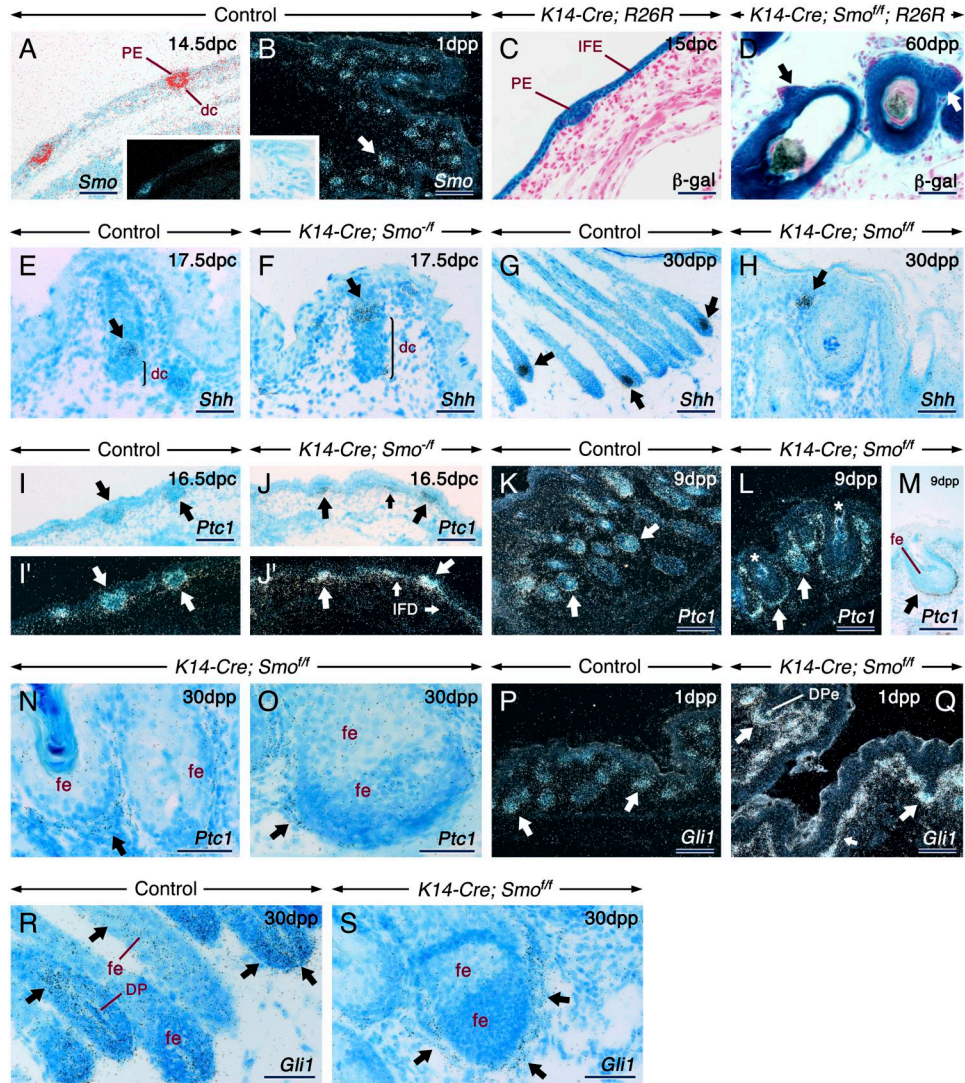 Control
K14-Cre; R26R
K14-Cre; Smof/f; R26R
A 14.5dpc PE dc Smo
B 1dpp Smo
C 15dpc IFE PE β-gal
D 60dpp β-gal
Control
K14-Cre; Smo-/f
Control
K14-Cre; Smof/f
E 17.5dpc dc Shh
F 17.5dpc dc Shh
G 30dpp Shh
H 30dpp Shh
Control
K14-Cre; Smo-/f
Control
K14-Cre; Smof/f
I 16.5dpc Ptc1
J 16.5dpc Ptc1
K 9dpp Ptc1
L 9dpp * * Ptc1
M 9dpp fe Ptc1
I'
J' IFD
K14-Cre; Smof/f
Control
K14-Cre; Smof/f
N 30dpp fe fe Ptc1
O 30dpp fe fe Ptc1
P 1dpp Gli1
DPe 1dpp Q Gli1
Control
K14-Cre; Smof/f
R 30dpp fe DP fe Gli1
S 30dpp fe fe Gli1